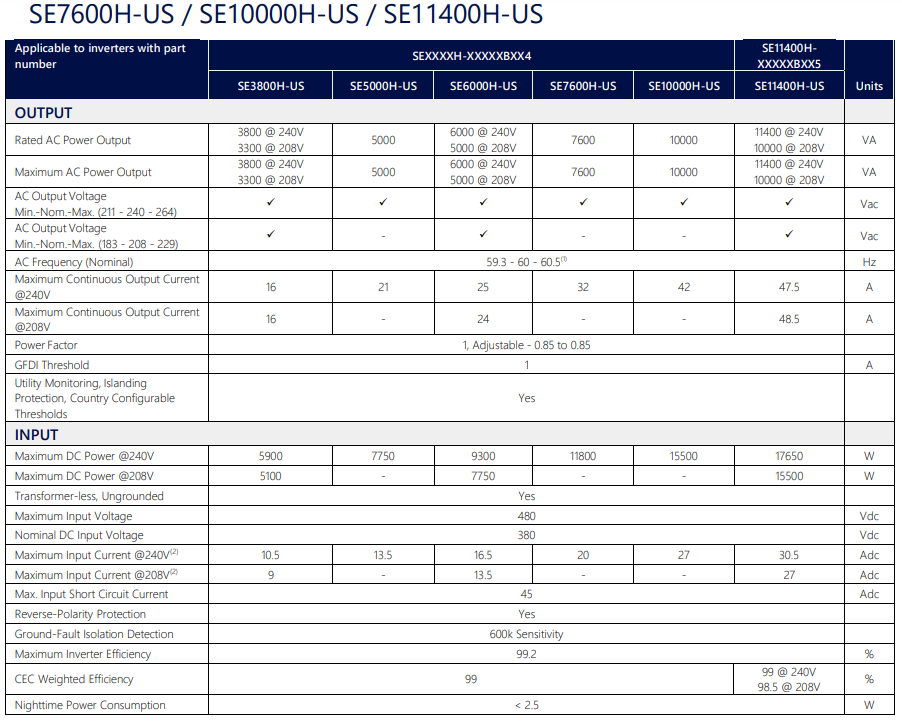 SE7600H-US / SE10000H-US / SE11400H-US
Applicable to inverters with part number SEXXXXH-XXXXXBXX4 SE11400H-XXXXXBXX5
SE3800H-US SE5000H-US SE6000H-US SE7600H-US SE10000H-US SE11400H-US Units
OUTPUT
Rated AC Power Output 3800 @ 240V 3300 @ 208V 5000 6000 @ 240V 5000 @ 208V 7600 10000 11400 @ 240V 10000 @ 208V VA
Maximum AC Power Output 3800 @ 240V 3300 @ 208V 5000 6000 @ 240V 5000 @ 208V 7600 10000 11400 @ 240V 10000 @ 208V VA
AC Output Voltage Min.-Nom.-Max. (211 - 240 - 264) ✓ ✓ ✓ ✓ ✓ ✓ Vac
AC Output Voltage Min.-Nom.-Max. (183 - 208 - 229) ✓ - ✓ - - ✓ Vac
AC Frequency (Nominal) 59.3 - 60 - 60.5(1) Hz
Maximum Continuous Output Current @240V 16 21 25 32 42 47.5 A
Maximum Continuous Output Current @208V 16 - 24 - - 48.5 A
Power Factor 1, Adjustable - 0.85 to 0.85
GFDI Threshold 1 A
Utility Monitoring, Islanding Protection, Country Configurable Thresholds Yes
INPUT
Maximum DC Power @240V 5900 7750 9300 11800 15500 17650 W
Maximum DC Power @208V 5100 - 7750 - - 15500 W
Transformer-less, Ungrounded Yes
Maximum Input Voltage 480 Vdc
Nominal DC Input Voltage 380 Vdc
Maximum Input Current @240V(2) 10.5 13.5 16.5 20 27 30.5 Adc
Maximum Input Current @208V(2) 9 - 13.5 - - 27 Adc
Max. Input Short Circuit Current 45 Adc
Reverse-Polarity Protection Yes
Ground-Fault Isolation Detection 600k Sensitivity
Maximum Inverter Efficiency 99.2 %
CEC Weighted Efficiency 99 99 @ 240V 98.5 @ 208V %
Nighttime Power Consumption < 2.5 W